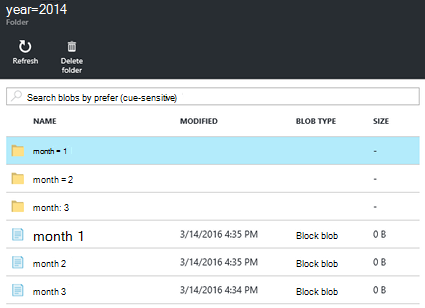 year=2014
Folder
Refresh
Delete folder
Search blobs by prefer (cue-sensitive)
NAME MODIFIED BLOB TYPE SIZE
month = 1 -
month = 2 -
month: 3 -
month 1 3/14/2016 4:35 PM Block blob 0 B
month 2 3/14/2016 4:35 PM Block blob 0 B
month 3 3/14/2016 4:34 PM Block blob 0 B